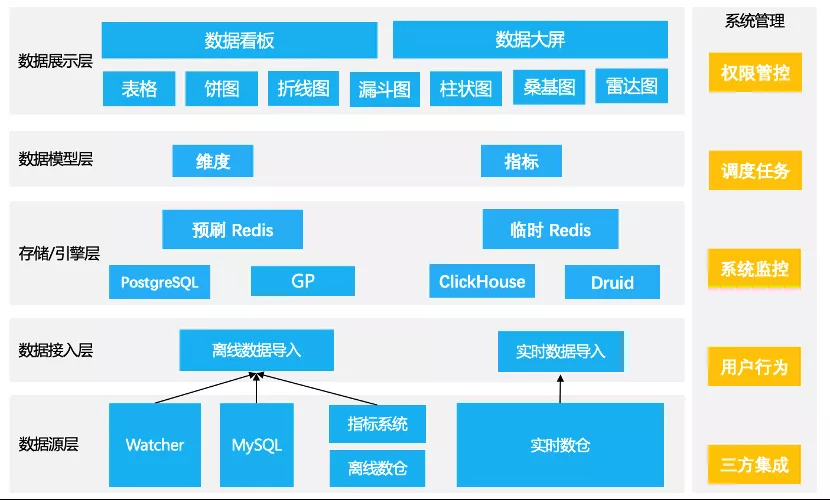 数据展示层
数据看板
数据大屏
表格
饼图
折线图
漏斗图
柱状图
桑基图
雷达图
数据模型层
维度
指标
存储/引擎层
预刷 Redis
临时 Redis
PostgreSQL
GP
ClickHouse
Druid
数据接入层
离线数据导入
实时数据导入
数据源层
Watcher
MySQL
指标系统
离线数仓
实时数仓
系统管理
权限管控
调度任务
系统监控
用户行为
三方集成